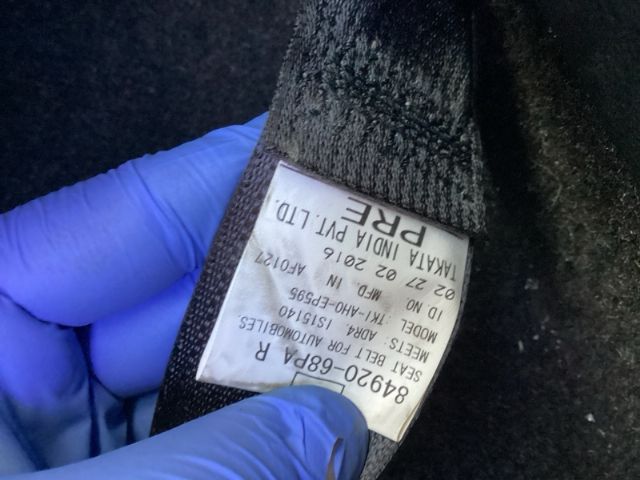 84920-68PA R
SEAT BELT FOR AUTOMOBILES.
MEETS: ADR4, IS15140
MODEL :TKI-AHO-EP595
ID NO MFD. IN AF0127
02 27 02 2016
TAKATA INDIA PVT.LTD.
PRE